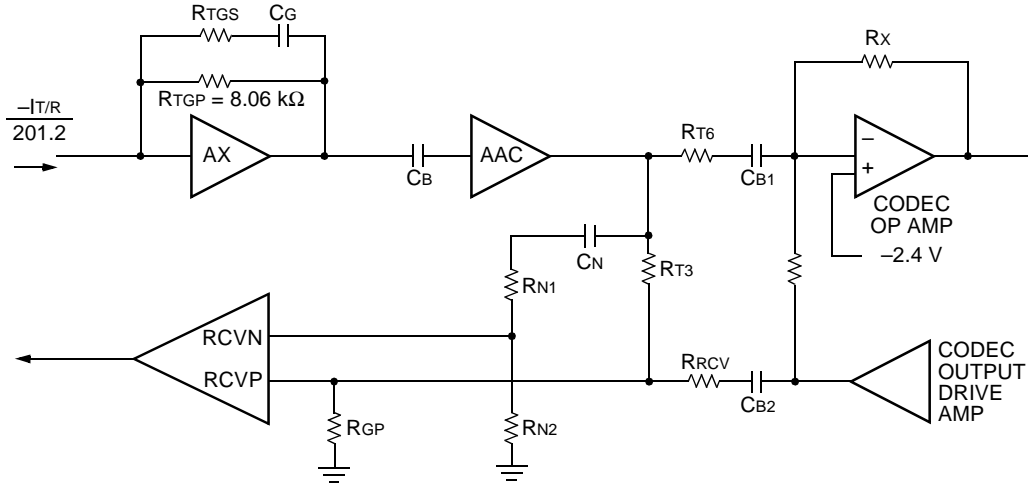 RTGS
CG
RTGP = 8.06 kΩ
–IT/R
201.2
AX
CB
AAC
RT6
CB1
RX
–
+
CODEC
OP AMP
–2.4 V
CN
RN1
RT3
RCVN
RCVP
RRCV
CB2
CODEC
OUTPUT
DRIVE
AMP
RGP
RN2